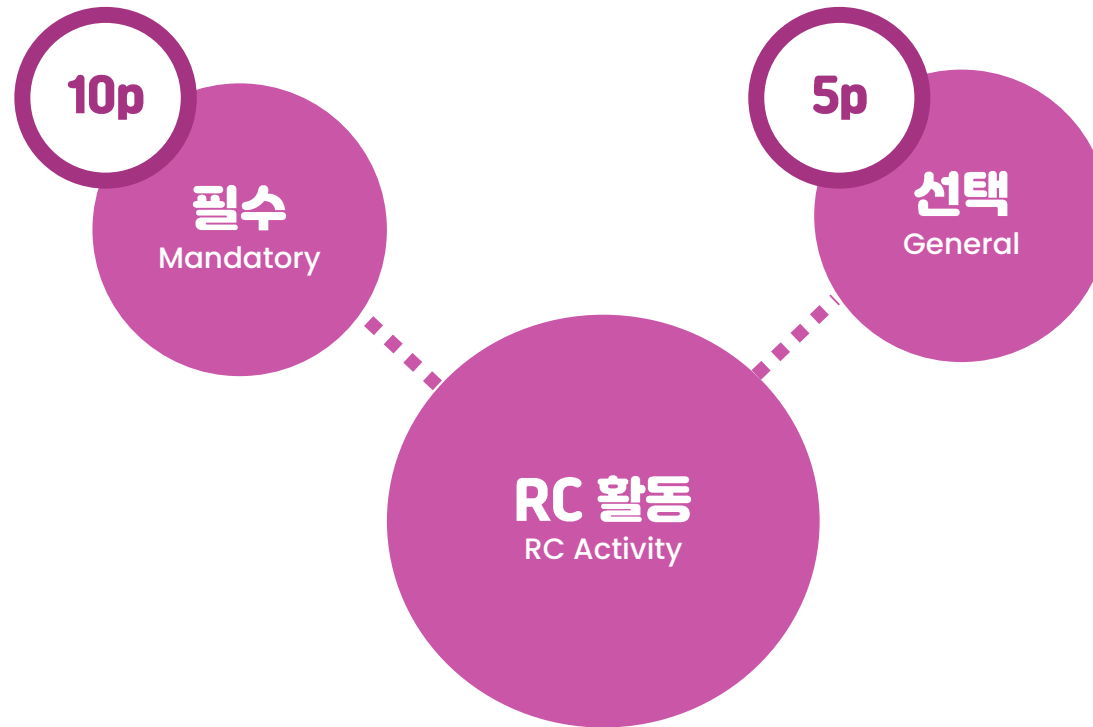 10p
필수
Mandatory
5p
선택
General
RC 활동
RC Activity